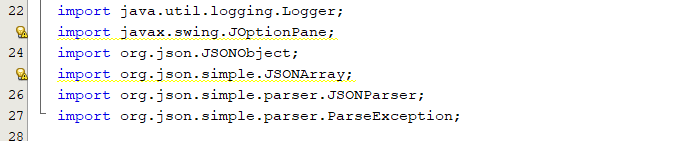 22 import java.util.logging.Logger;
import javax.swing.JOptionPane;
24 import org.json.JSONObject;
import org.json.simple.JSONArray;
26 import org.json.simple.parser.JSONParser;
27 import org.json.simple.parser.ParseException;
28